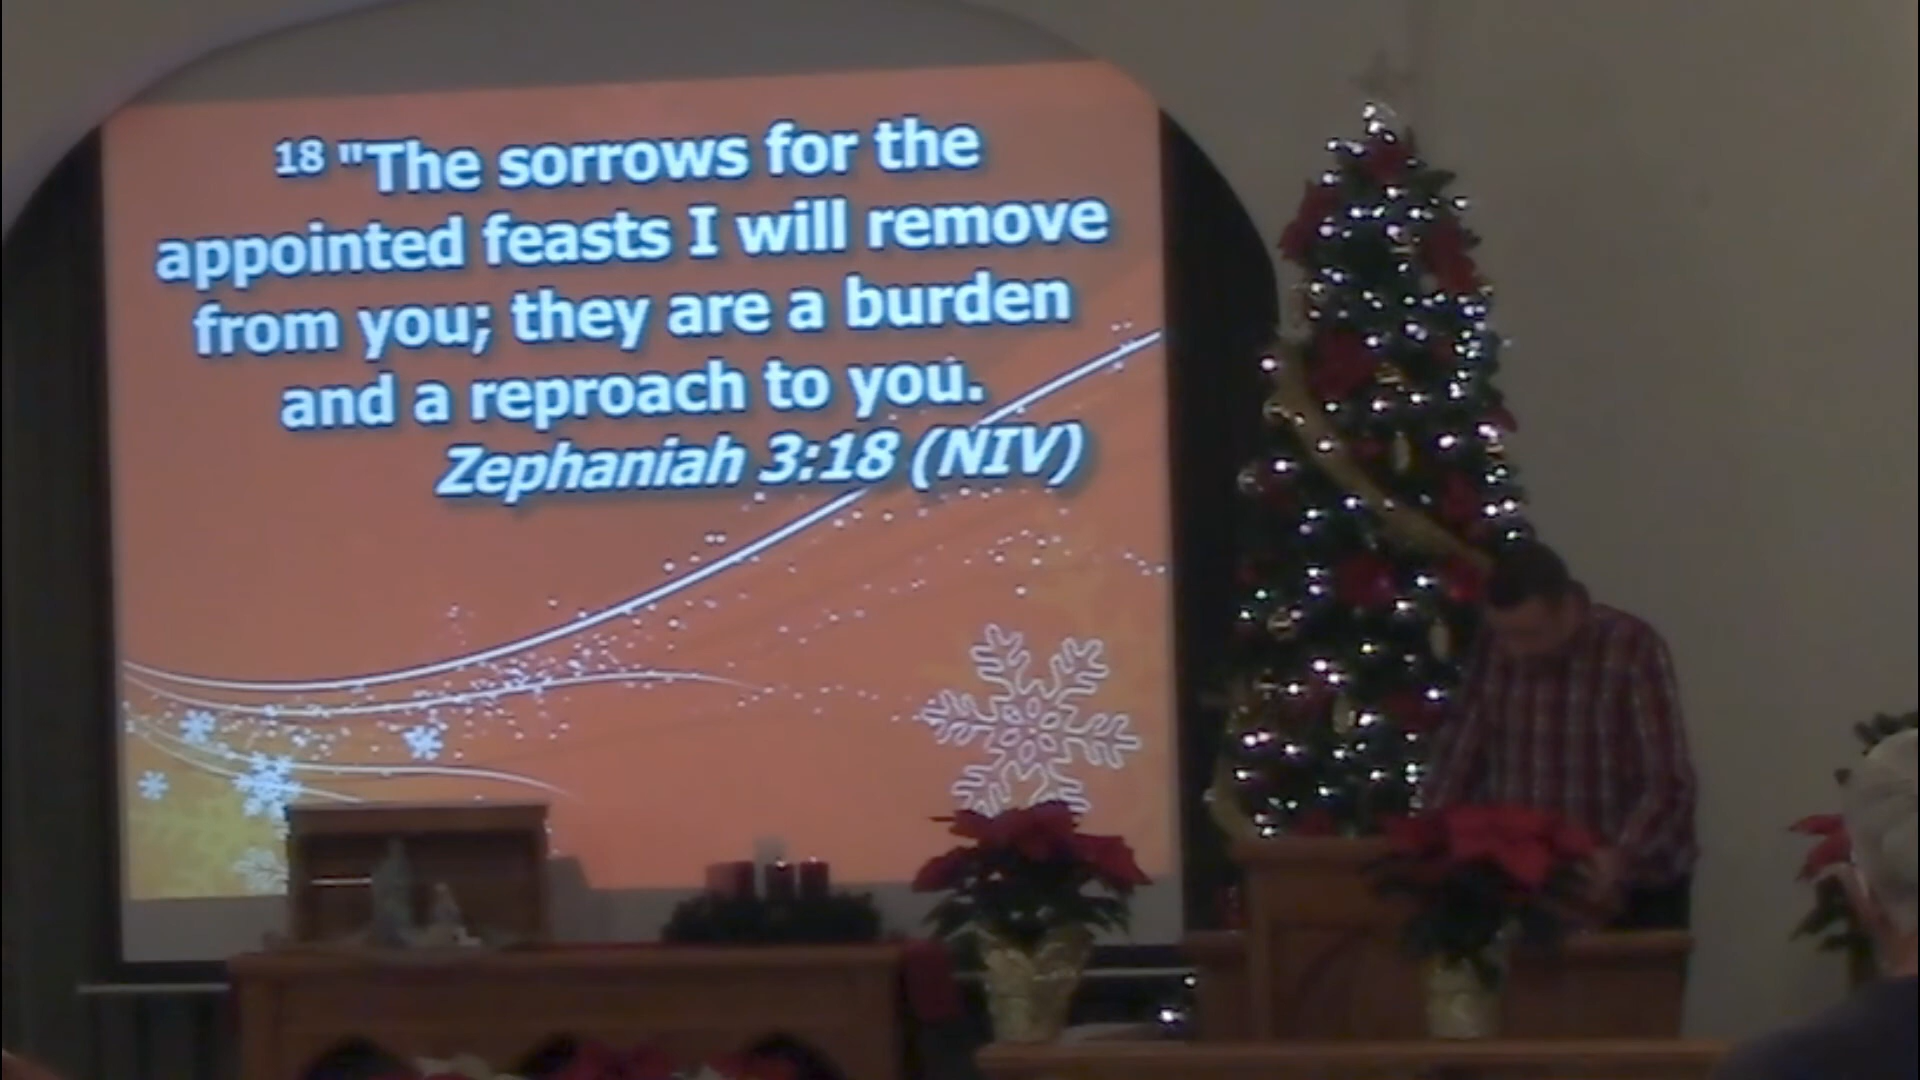 18 "The sorrows for the
appointed feasts I will remove
from you; they are a burden
and a reproach to you.
Zephaniah 3:18 (NIV)